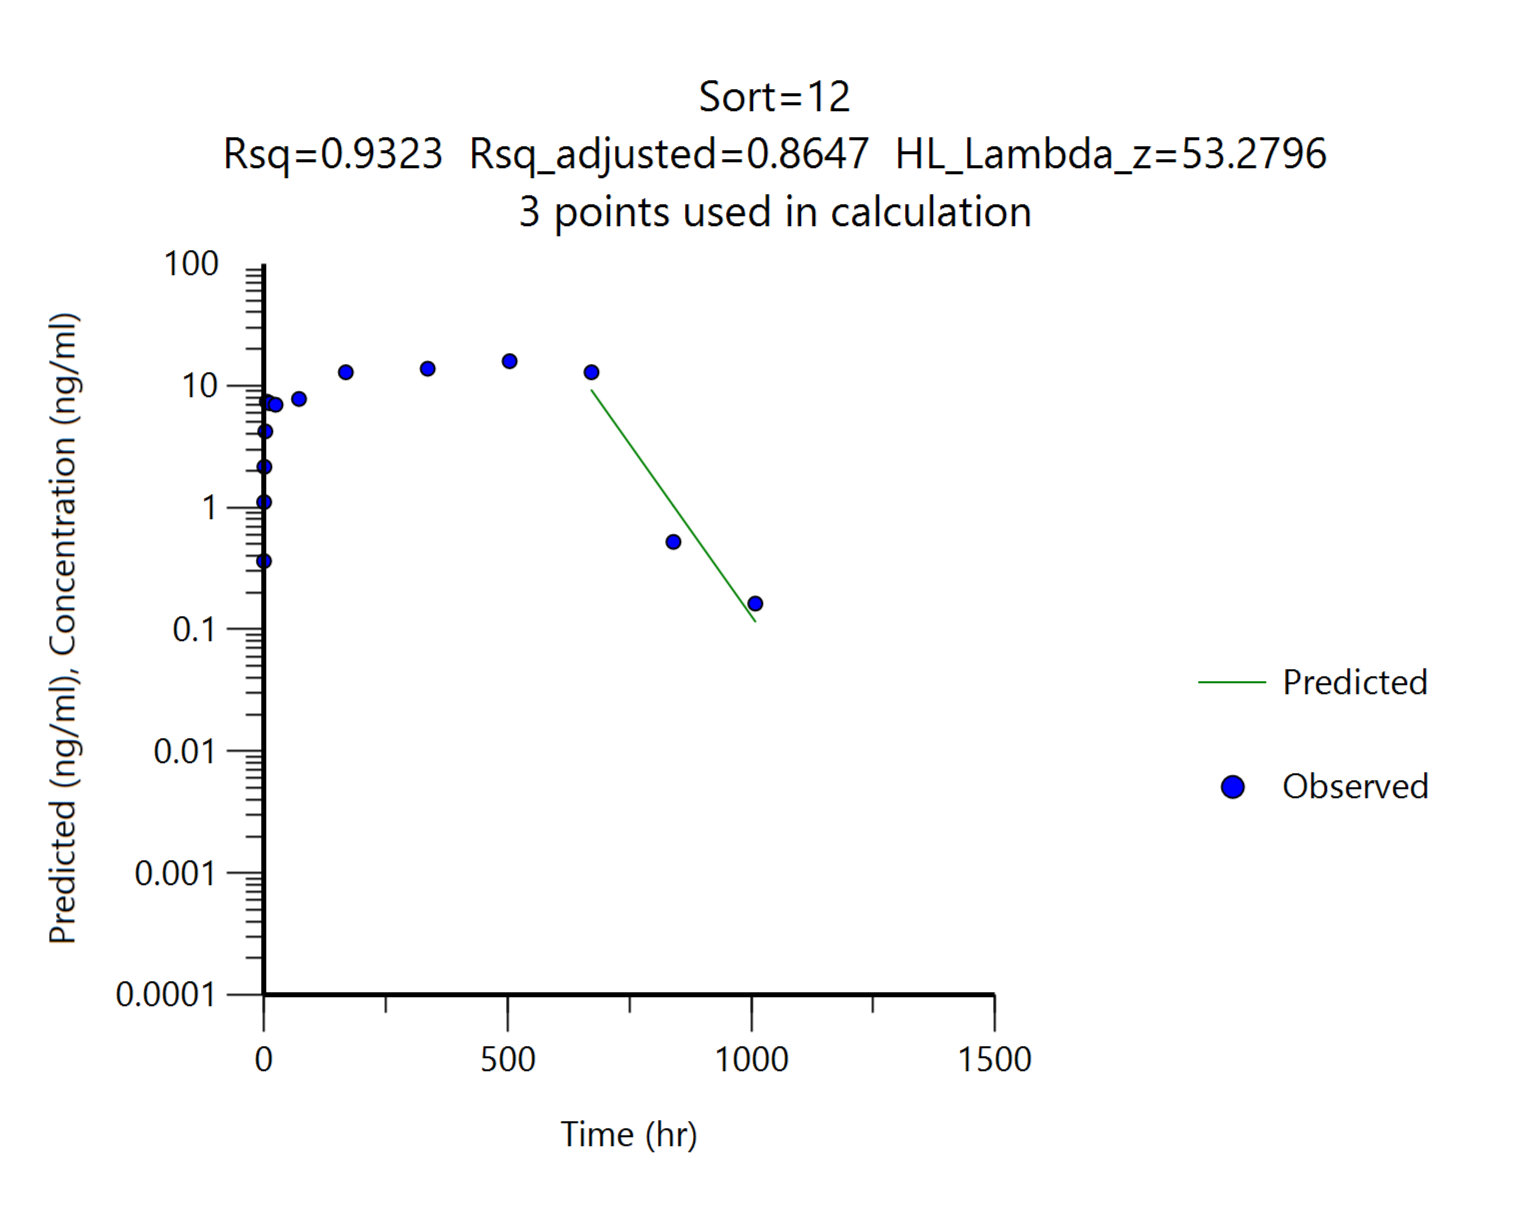 Sort=12
Rsq=0.9323 Rsq_adjusted=0.8647 HL_Lambda_z=53.2796
3 points used in calculation
Predicted (ng/ml), Concentration (ng/ml)
100
10
1
0.1
0.01
0.001
0.0001
0 500 1000 1500
Time (hr)
Predicted
Observed